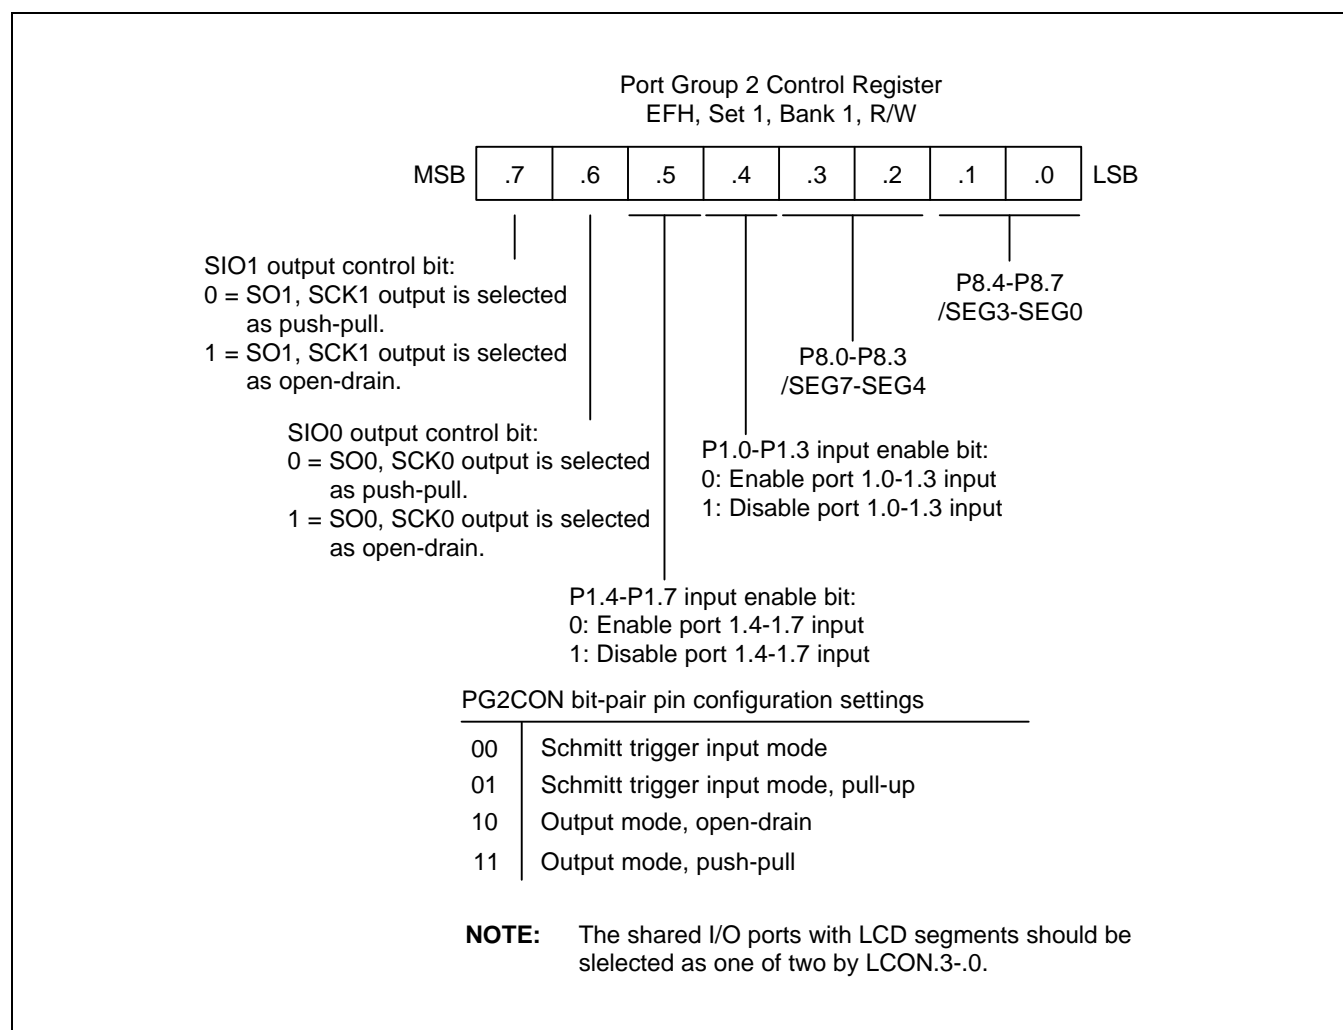 Port Group 2 Control Register
EFH, Set 1, Bank 1, R/W
MSB .7 .6 .5 .4 .3 .2 .1 .0 LSB
SIO1 output control bit:
0 = SO1, SCK1 output is selected
as push-pull.
1 = SO1, SCK1 output is selected
as open-drain.
P8.4-P8.7
/SEG3-SEG0
P8.0-P8.3
/SEG7-SEG4
SIO0 output control bit:
0 = SO0, SCK0 output is selected
as push-pull.
1 = SO0, SCK0 output is selected
as open-drain.
P1.0-P1.3 input enable bit:
0: Enable port 1.0-1.3 input
1: Disable port 1.0-1.3 input
P1.4-P1.7 input enable bit:
0: Enable port 1.4-1.7 input
1: Disable port 1.4-1.7 input
PG2CON bit-pair pin configuration settings
00 Schmitt trigger input mode
01 Schmitt trigger input mode, pull-up
10 Output mode, open-drain
11 Output mode, push-pull
NOTE: The shared I/O ports with LCD segments should be
slelected as one of two by LCON.3-.0.